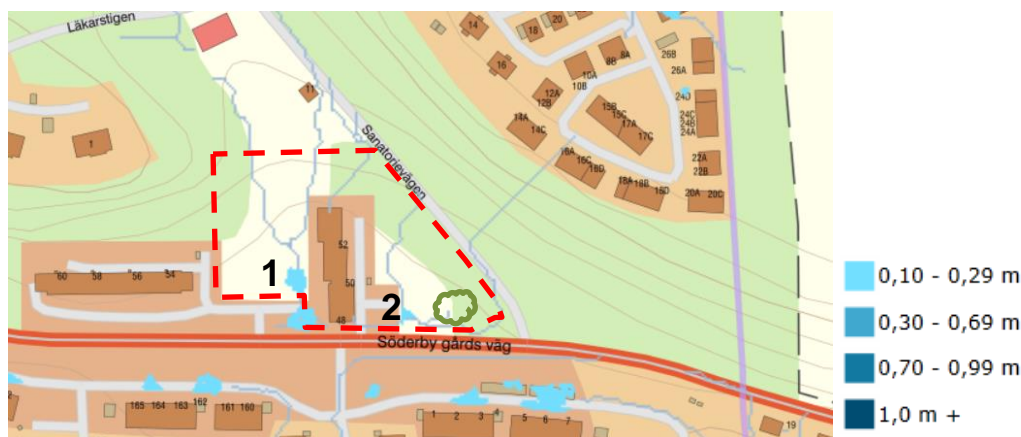 Läkarstigen
14
18
20
16
8A
8B
26B
26A
10A
10B
11
12A
12B
24D
24C
24B
24A
14A
14C
15B
15C
17A
17C
1
Sanatorievägen
16A
16C
16D
22A
22B
18A
18B
18D
20A
20C
52
60
58
56
54
1
50
2
48
Söderby gårds väg
0,10 - 0,29 m
0,30 - 0,69 m
0,70 - 0,99 m
1,0 m +
165
164
163
162
161
160
1
2
3
4
5
6
7
19